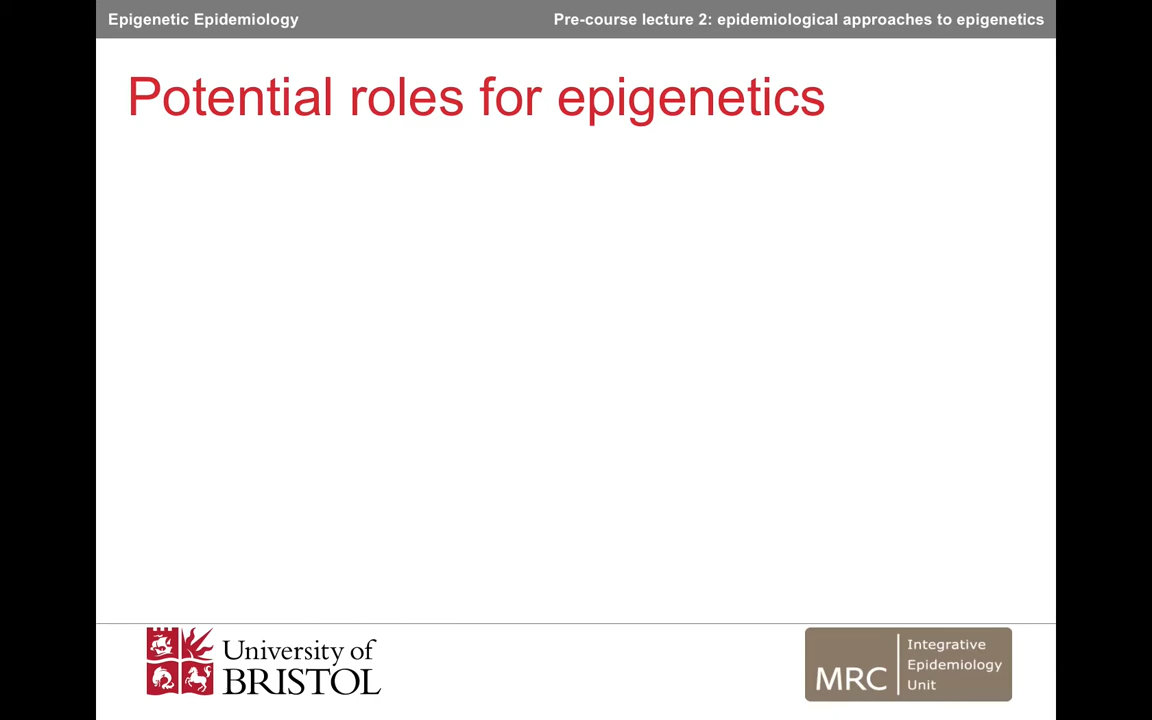 Epigenetic Epidemiology
Pre-course lecture 2: epidemiological approaches to epigenetics
Potential roles for epigenetics
University of
BRISTOL
MRC
Integrative
Epidemiology
Unit